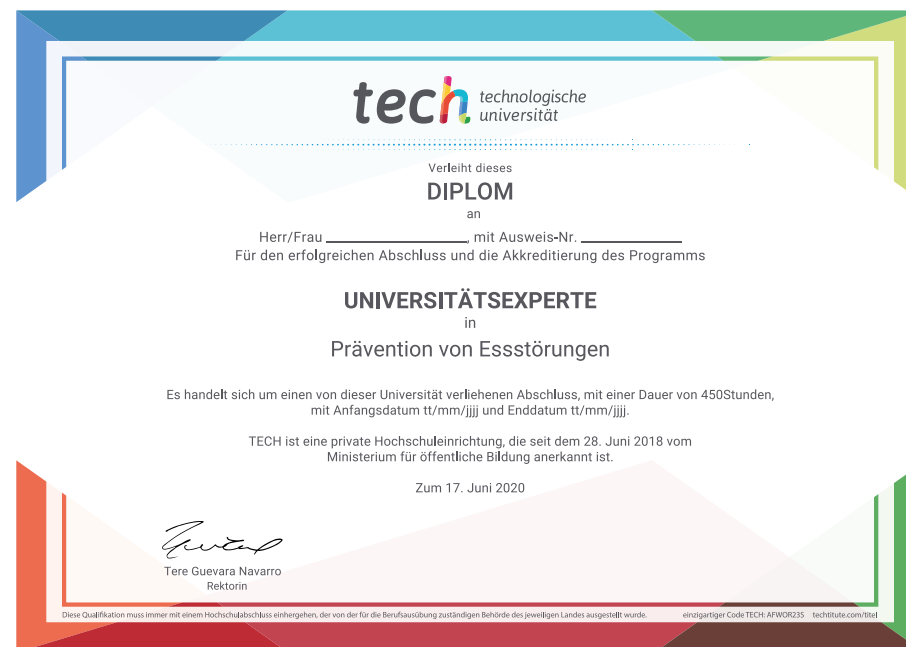 tech technologische
universität
Verleiht dieses
DIPLOM
an
Herr/Frau ____________, mit Ausweis-Nr. ____________
Für den erfolgreichen Abschluss und die Akkreditierung des Programms
UNIVERSITÄTSEXPERTE
in
Prävention von Essstörungen
Es handelt sich um einen von dieser Universität verliehenen Abschluss, mit einer Dauer von 450Stunden,
mit Anfangsdatum tt/mm/jjjj und Enddatum tt/mm/jjjj.
TECH ist eine private Hochschuleinrichtung, die seit dem 28. Juni 2018 vom
Ministerium für öffentliche Bildung anerkannt ist.
Zum 17. Juni 2020
Tere Guevara Navarro
Rektorin
Diese Qualifikation muss immer mit einem Hochschulabschluss einhergehen, der von der für die Berufsausübung zuständigen Behörde des jeweiligen Landes ausgestellt wurde. einzigartiger Code TECH: AFWOR23S techtitute.com/titel